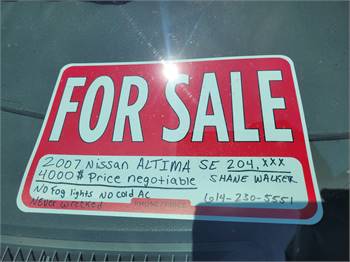 FOR SALE
2007 Nissan ALTIMA SE 204,xxx
4000$ Price negotiable SHANE WALKER
No Fog lights No Cold AC 614-230-5551
Never wrecked